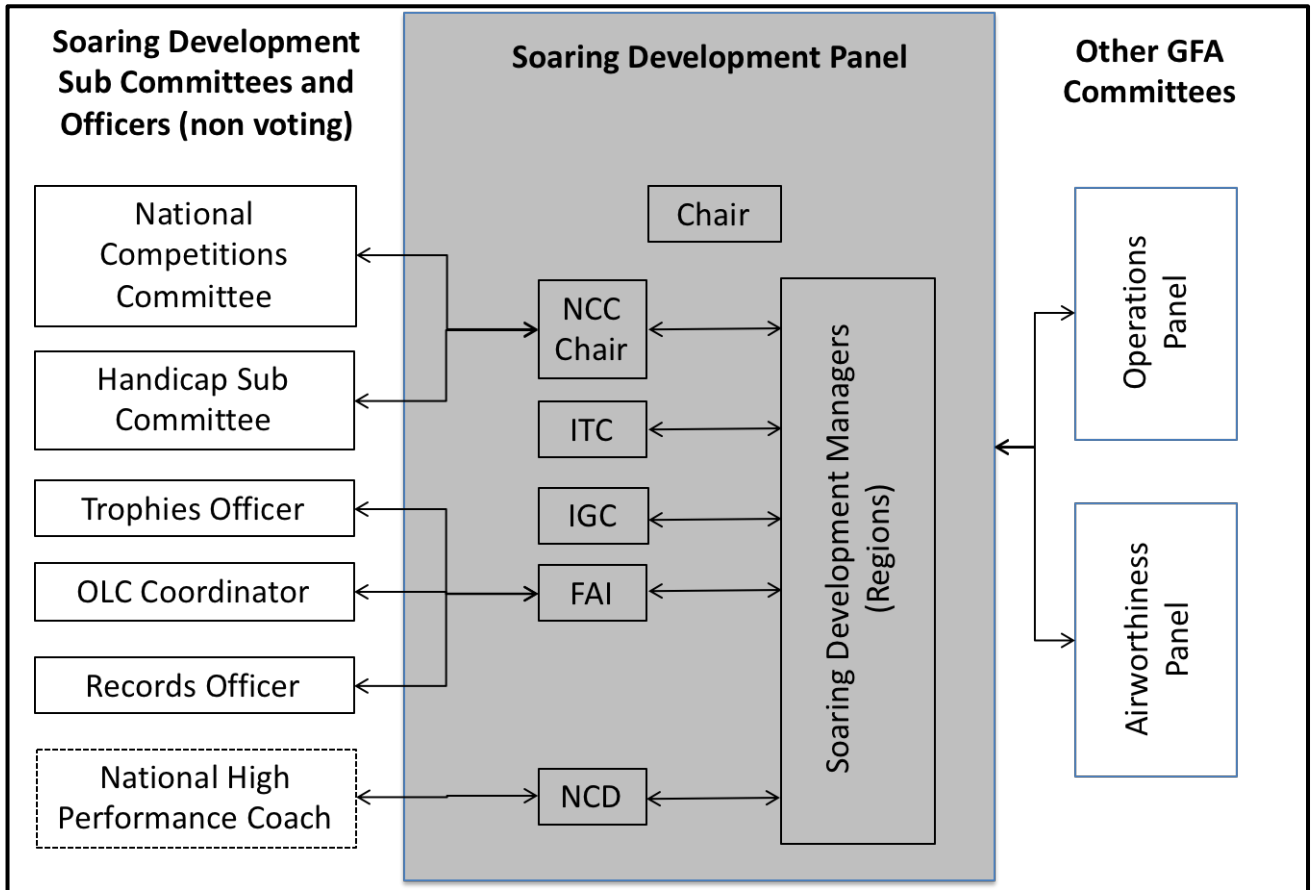 Soaring Development
Sub Committees and
Officers (non voting)
National
Competitions
Committee
Handicap Sub
Committee
Trophies Officer
OLC Coordinator
Records Officer
National High
Performance Coach
Soaring Development Panel
Chair
NCC
Chair
ITC
IGC
FAI
NCD
Soaring Development Managers
(Regions)
Other GFA
Committees
Operations
Panel
Airworthiness
Panel